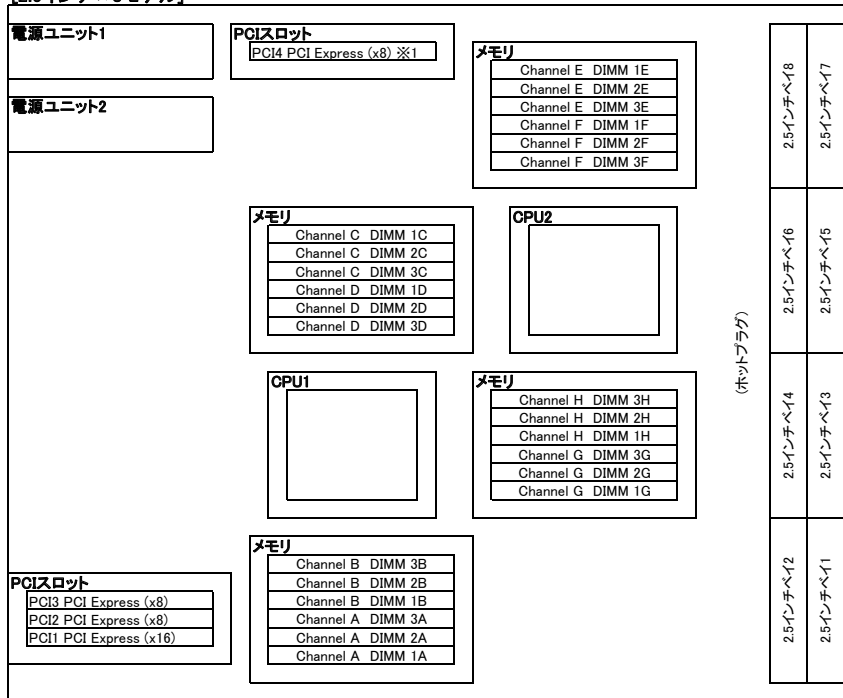 電源ユニット1
電源ユニット2
PCIスロット
PCI4 PCI Express (x8) ※1
メモリ
Channel E DIMM 1E
Channel E DIMM 2E
Channel E DIMM 3E
Channel F DIMM 1F
Channel F DIMM 2F
Channel F DIMM 3F
メモリ
Channel C DIMM 1C
Channel C DIMM 2C
Channel C DIMM 3C
Channel D DIMM 1D
Channel D DIMM 2D
Channel D DIMM 3D
CPU2
CPU1
メモリ
Channel H DIMM 3H
Channel H DIMM 2H
Channel H DIMM 1H
Channel G DIMM 3G
Channel G DIMM 2G
Channel G DIMM 1G
メモリ
Channel B DIMM 3B
Channel B DIMM 2B
Channel B DIMM 1B
Channel A DIMM 3A
Channel A DIMM 2A
Channel A DIMM 1A
PCIスロット
PCI3 PCI Express (x8)
PCI2 PCI Express (x8)
PCI1 PCI Express (x16)
(ホットプラグ)
2.5インチベイ8
2.5インチベイ7
2.5インチベイ6
2.5インチベイ5
2.5インチベイ4
2.5インチベイ3
2.5インチベイ2
2.5インチベイ1